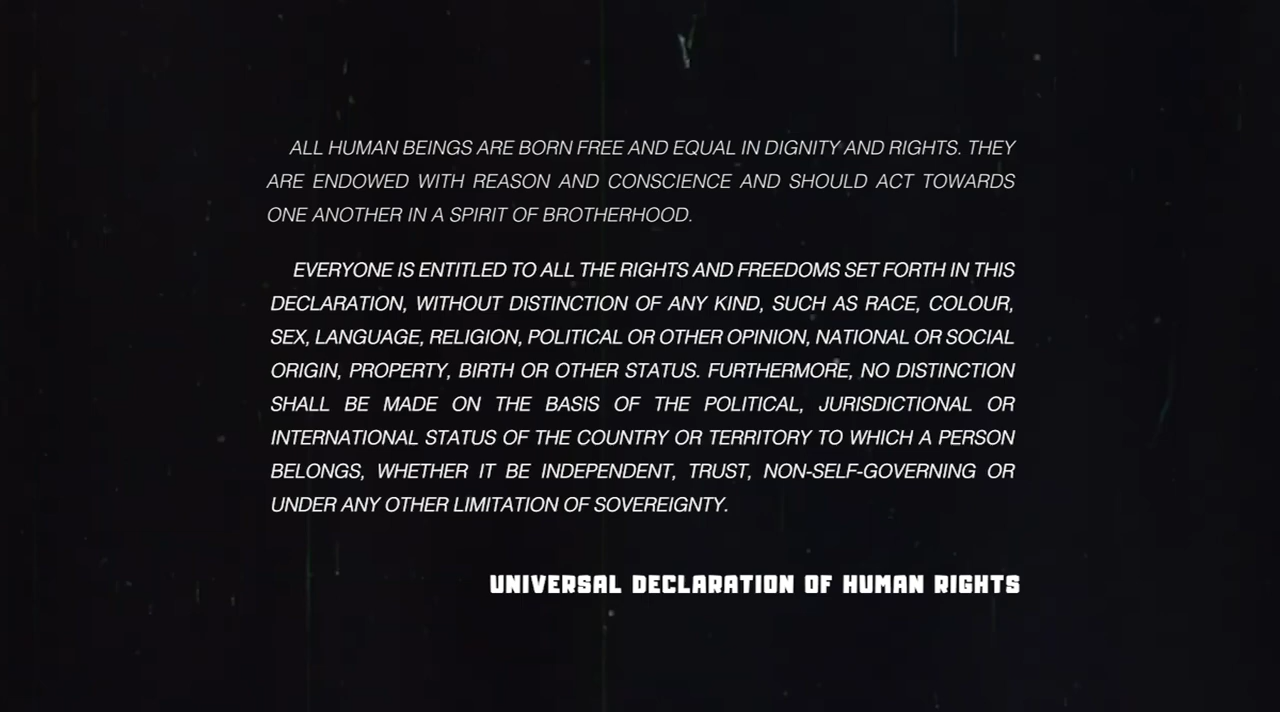 ALL HUMAN BEINGS ARE BORN FREE AND EQUAL IN DIGNITY AND RIGHTS. THEY
ARE ENDOWED WITH REASON AND CONSCIENCE AND SHOULD ACT TOWARDS
ONE ANOTHER IN A SPIRIT OF BROTHERHOOD.
EVERYONE IS ENTITLED TO ALL THE RIGHTS AND FREEDOMS SET FORTH IN THIS
DECLARATION, WITHOUT DISTINCTION OF ANY KIND, SUCH AS RACE, COLOUR,
SEX, LANGUAGE, RELIGION, POLITICAL OR OTHER OPINION, NATIONAL OR SOCIAL
ORIGIN, PROPERTY, BIRTH OR OTHER STATUS. FURTHERMORE, NO DISTINCTION
SHALL BE MADE ON THE BASIS OF THE POLITICAL, JURISDICTIONAL OR
INTERNATIONAL STATUS OF THE COUNTRY OR TERRITORY TO WHICH A PERSON
BELONGS, WHETHER IT BE INDEPENDENT, TRUST, NON-SELF-GOVERNING OR
UNDER ANY OTHER LIMITATION OF SOVEREIGNTY.
UNIVERSAL DECLARATION OF HUMAN RIGHTS